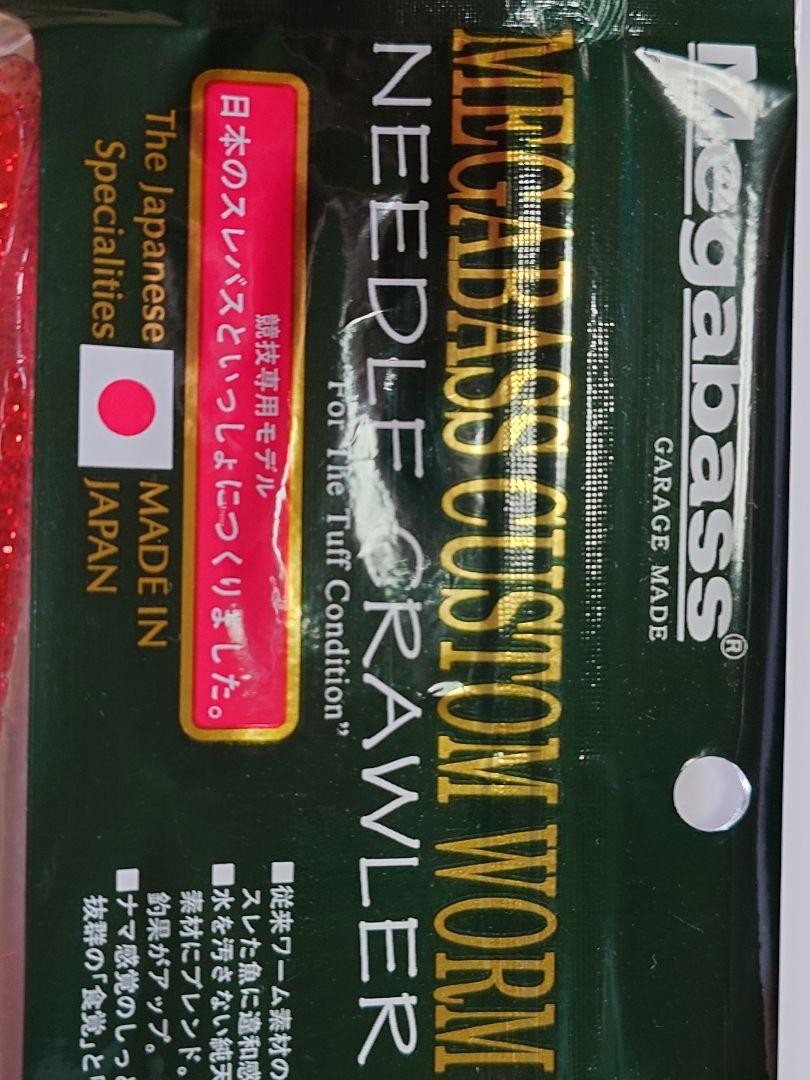 Megabass®
GARAGE MADE
MEGABASS CUSTOM WORM
NEEDLE CRAWLER
For The Tuff Condition”
競技専用モデル
日本のスレバスといっしょにつくりました。
The Japanese
Specialities
MADE IN
JAPAN
■従来ワーム素材の
スレた魚に違和感
■水を汚さない純天
素材にブレンド。
釣果がアップ。
■ナマ感覚のしっと
抜群の「食覚」と